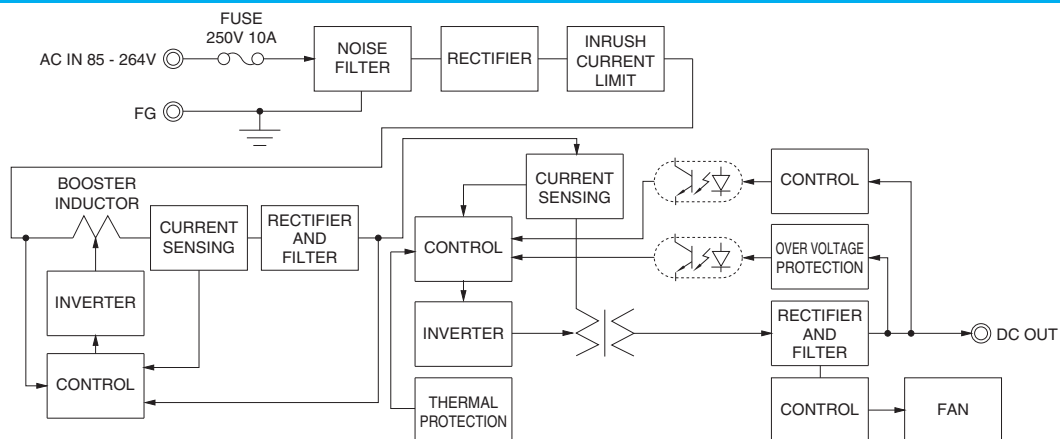 FUSE
250V 10A
AC IN 85 - 264V
NOISE
FILTER
RECTIFIER
INRUSH
CURRENT
LIMIT
FG
BOOSTER
INDUCTOR
CURRENT
SENSING
RECTIFIER
AND
FILTER
INVERTER
CONTROL
CURRENT
SENSING
CONTROL
INVERTER
THERMAL
PROTECTION
CONTROL
OVER VOLTAGE
PROTECTION
RECTIFIER
AND
FILTER
DC OUT
CONTROL
FAN